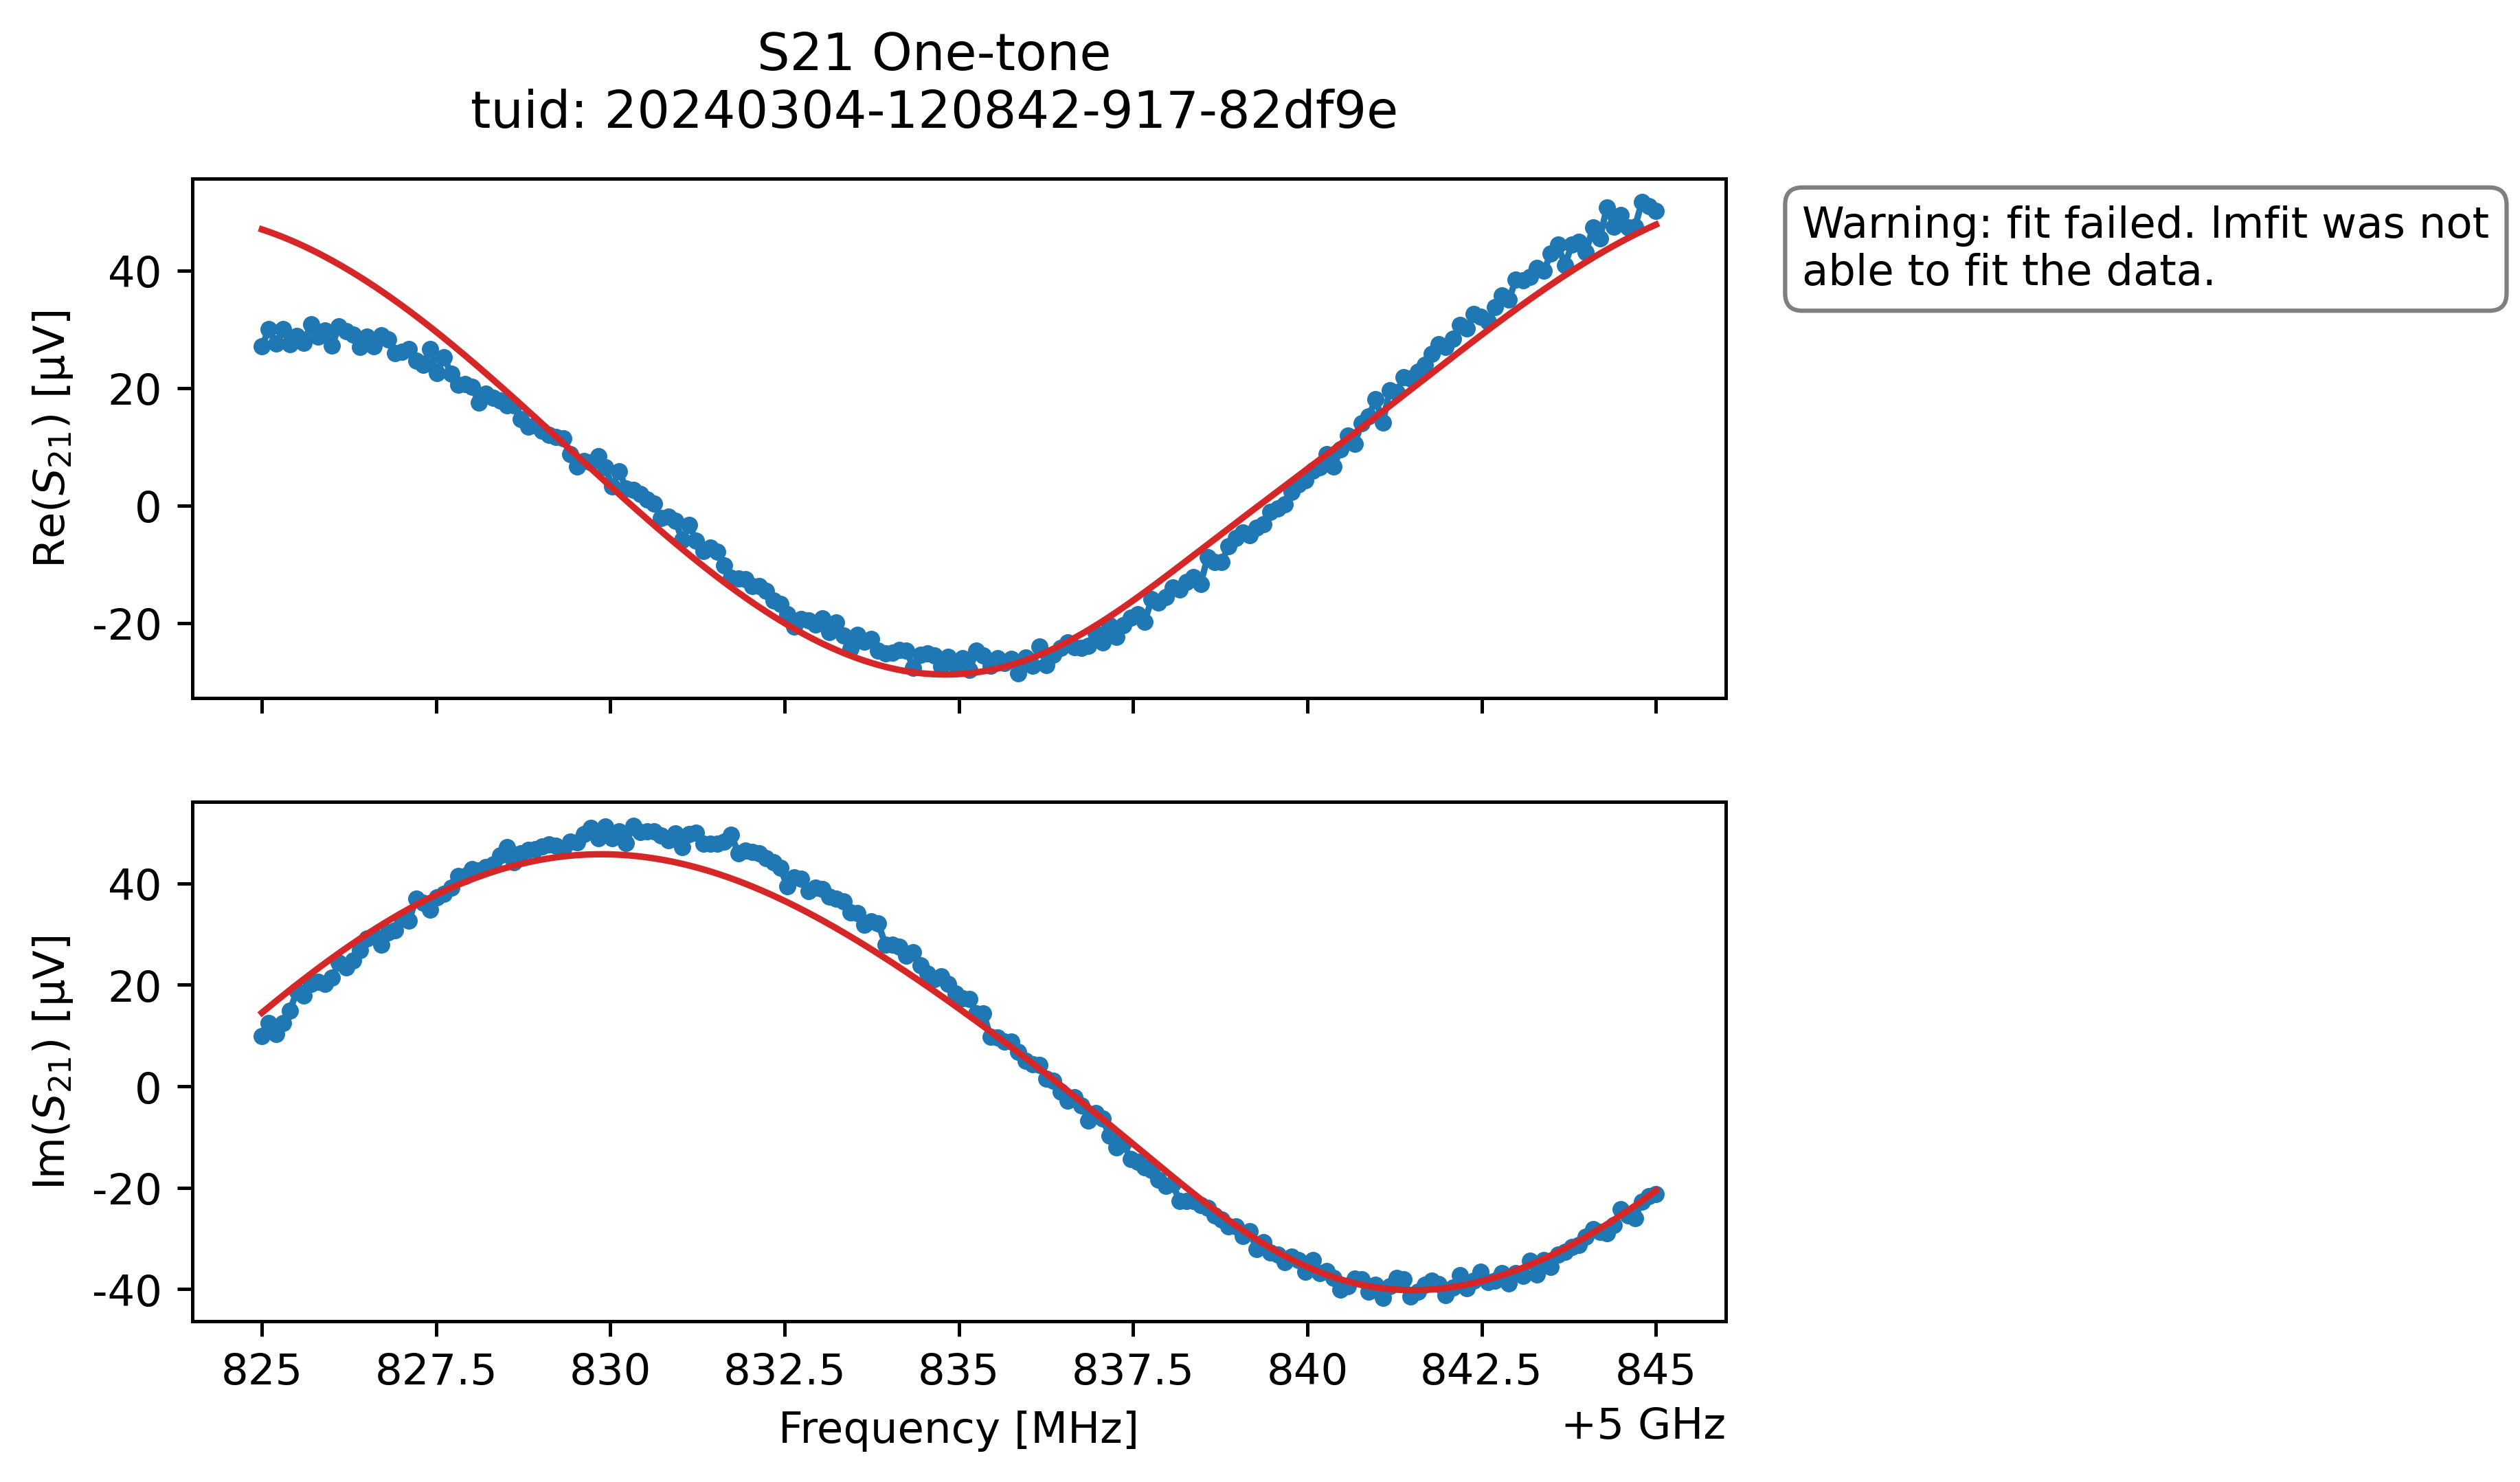 S21 One-tone
tuid: 20240304-120842-917-82df9e
Warning: fit failed. lmfit was not
able to fit the data.
Re(S₂₁) [µV]
40
20
0
-20
Im(S₂₁) [µV]
40
20
0
-20
-40
825 827.5 830 832.5 835 837.5 840 842.5 845
Frequency [MHz]
+5 GHz